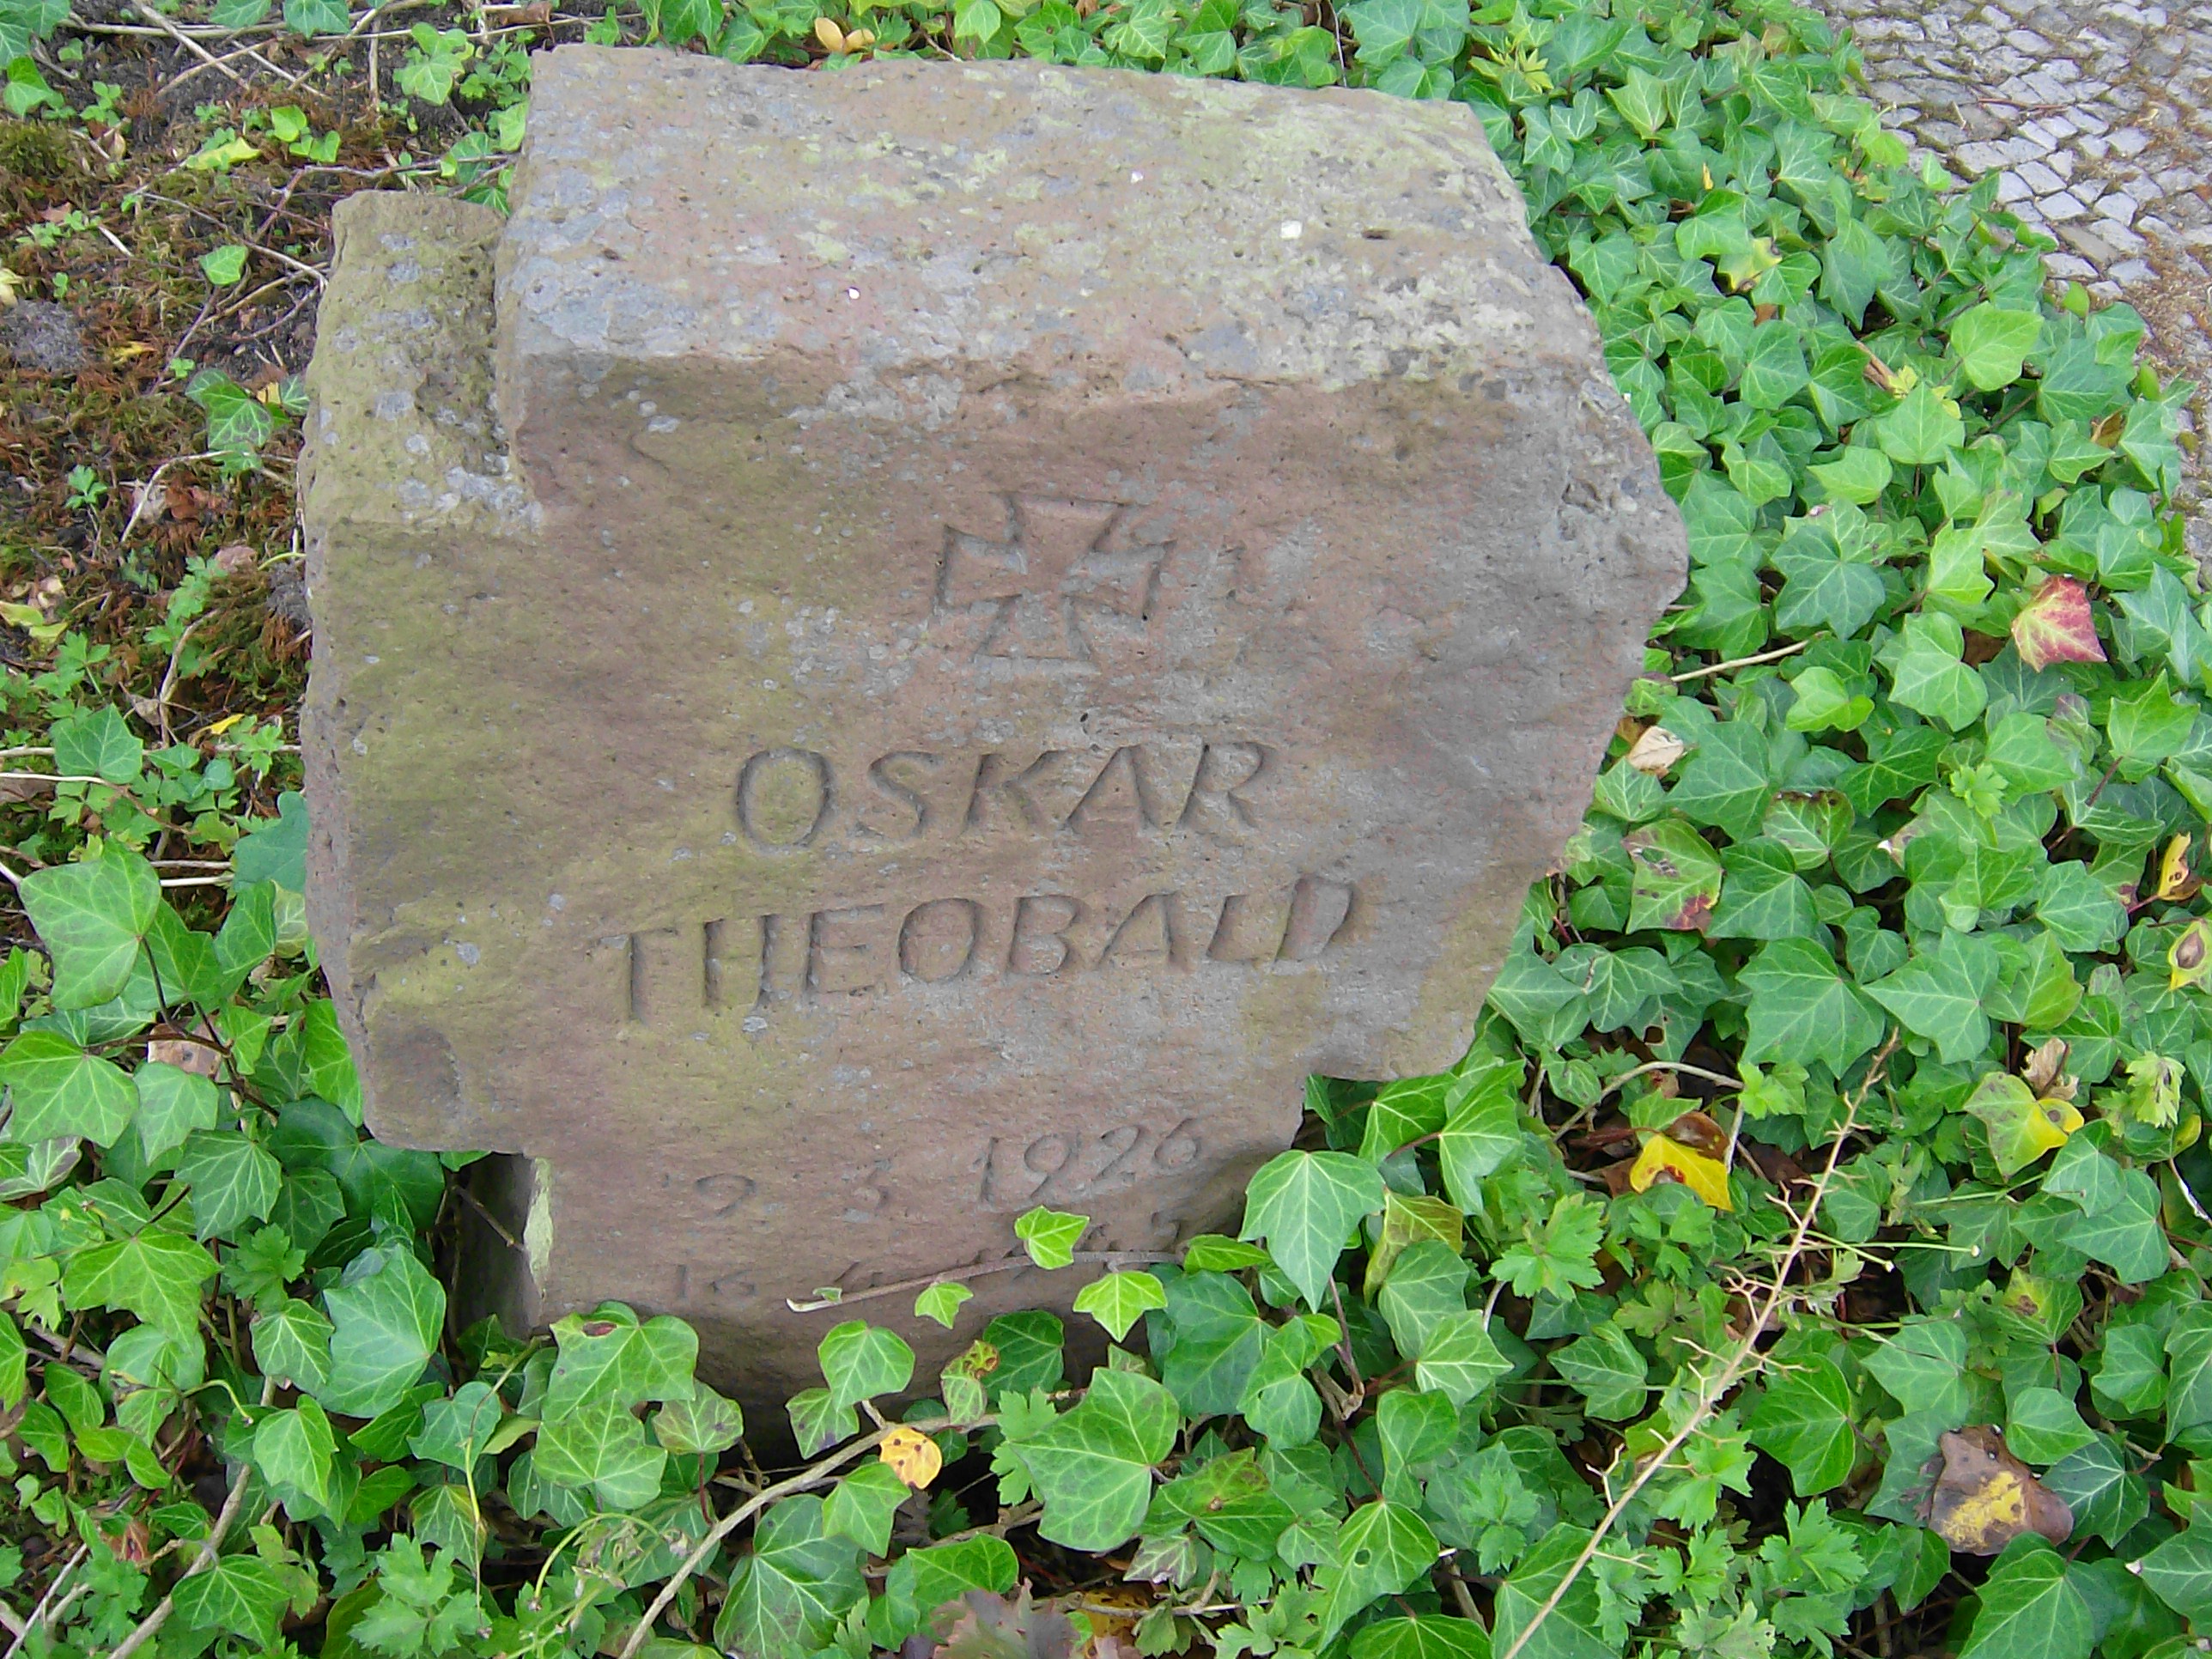 OSKAR
THEOBALD
9 3 1926